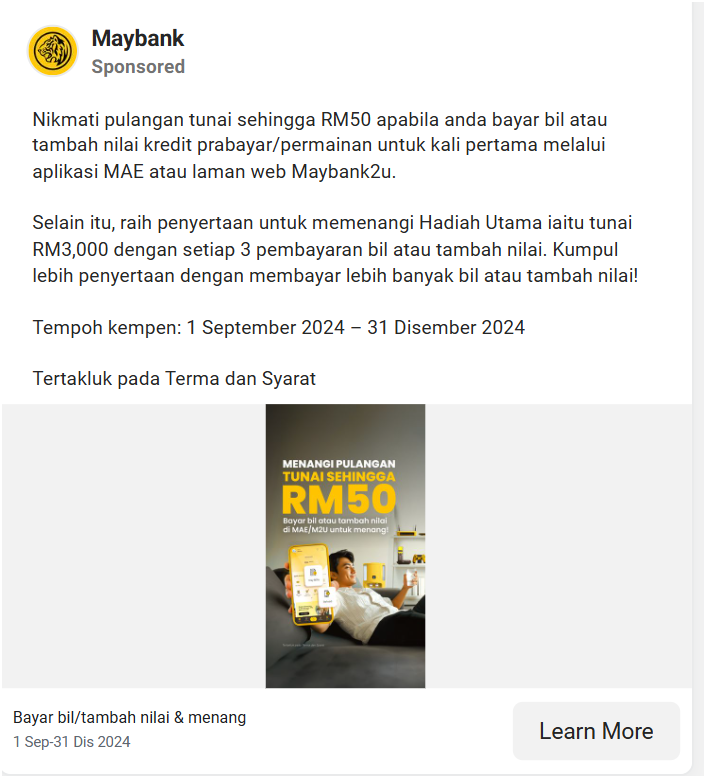 Maybank
Sponsored
Nikmati pulangan tunai sehingga RM50 apabila anda bayar bil atau
tambah nilai kredit prabayar/permainan untuk kali pertama melalui
aplikasi MAE atau laman web Maybank2u.
Selain itu, raih penyertaan untuk memenangi Hadiah Utama iaitu tunai
RM3,000 dengan setiap 3 pembayaran bil atau tambah nilai. Kumpul
lebih penyertaan dengan membayar lebih banyak bil atau tambah nilai!
Tempoh kempen: 1 September 2024 – 31 Disember 2024
Tertakluk pada Terma dan Syarat
MENANGI PULANGAN
TUNAI SEHINGGA
RM50
Bayar bil atau tambah nilai
di MAE/M2U untuk menang!
Bayar bil/tambah nilai & menang
1 Sep-31 Dis 2024
Learn More